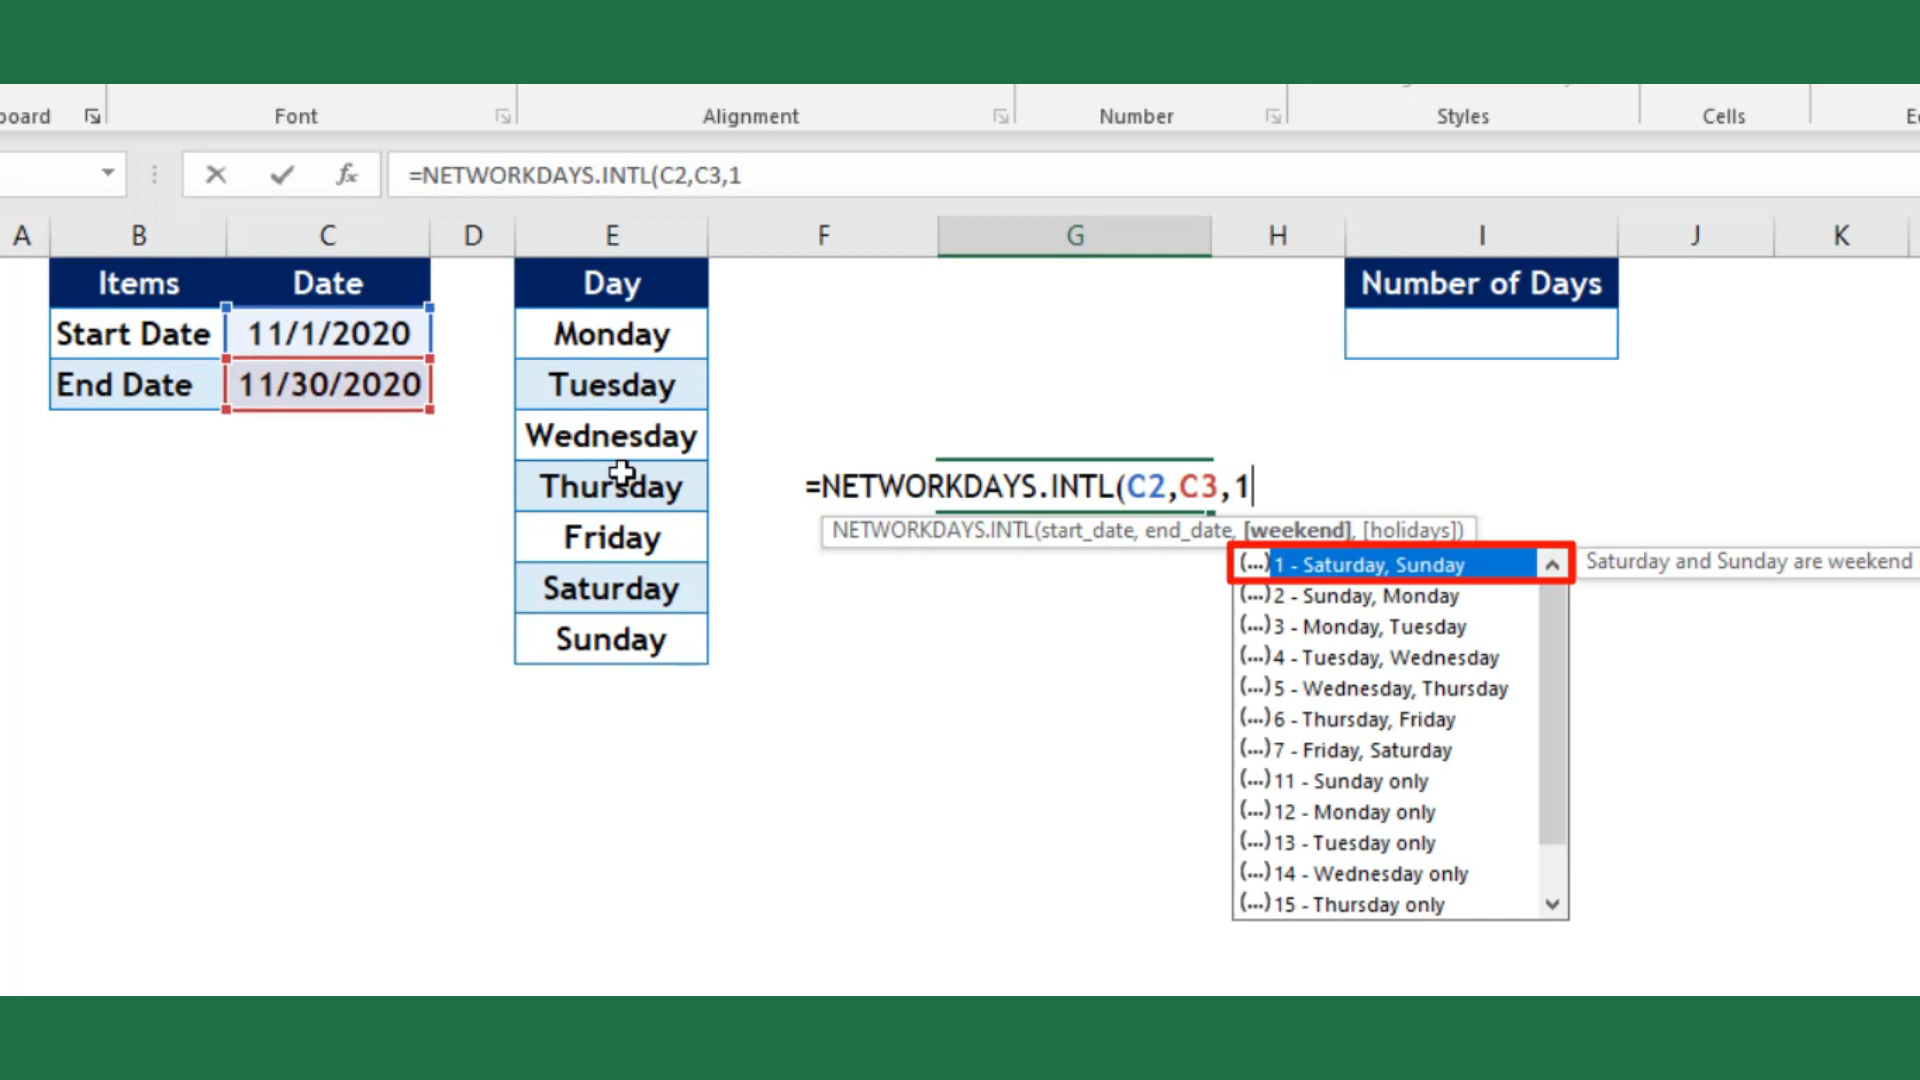 Font Alignment Number Styles Cells
=NETWORKDAYS.INTL(C2,C3,1
A B C D E F G H I J K
Items Date Day Number of Days
Start Date 11/1/2020 Monday
End Date 11/30/2020 Tuesday
Wednesday
Thursday =NETWORKDAYS.INTL(C2,C3,1
NETWORKDAYS.INTL(start_date, end_date, [weekend], [holidays])
Friday
(...) 1 - Saturday, Sunday Saturday and Sunday are weekend
Saturday
(...) 2 - Sunday, Monday
(...) 3 - Monday, Tuesday
Sunday
(...) 4 - Tuesday, Wednesday
(...) 5 - Wednesday, Thursday
(...) 6 - Thursday, Friday
(...) 7 - Friday, Saturday
(...) 11 - Sunday only
(...) 12 - Monday only
(...) 13 - Tuesday only
(...) 14 - Wednesday only
(...) 15 - Thursday only